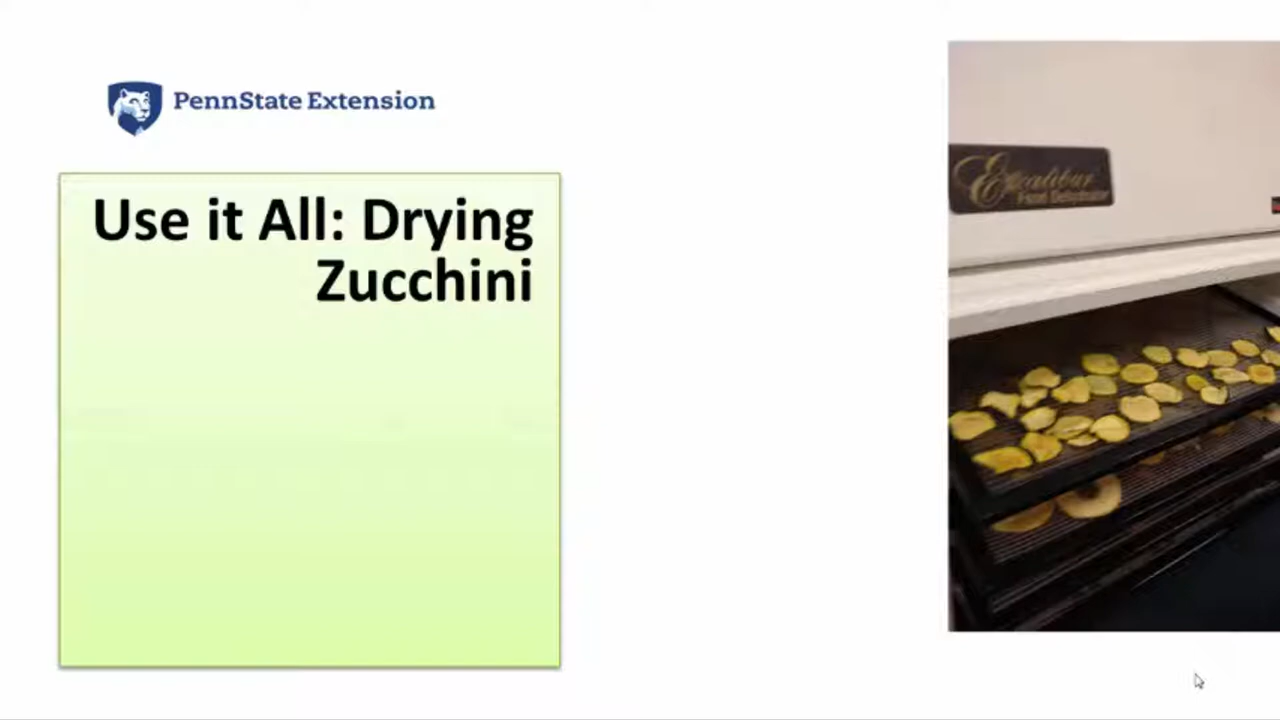 PennState Extension
Use it All: Drying
Zucchini
Excalibur
Food Dehydrator